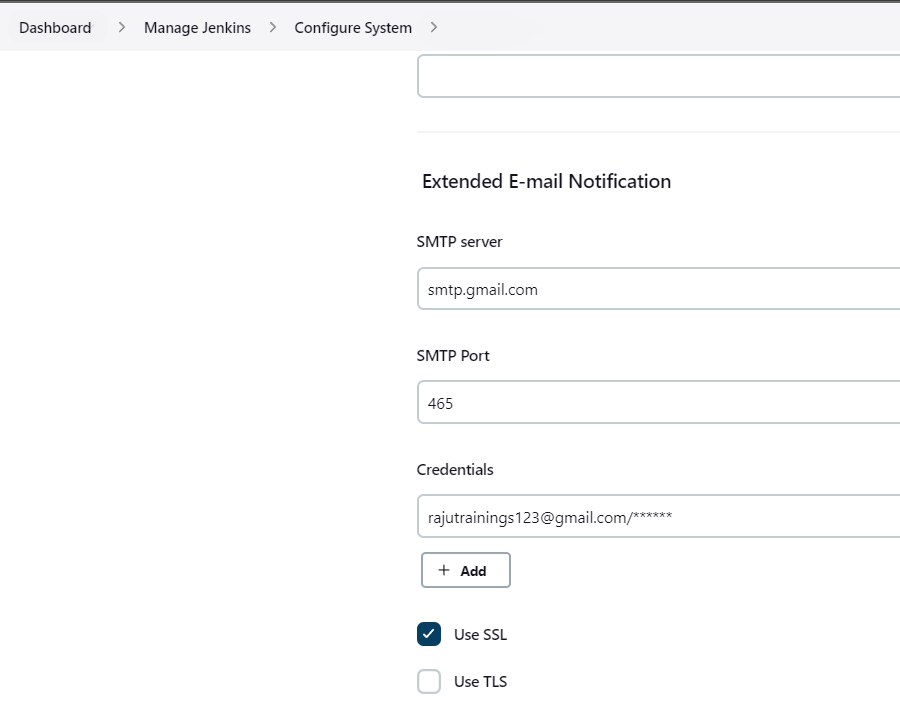 Dashboard > Manage Jenkins > Configure System >
Extended E-mail Notification
SMTP server
smtp.gmail.com
SMTP Port
465
Credentials
rajutrainings123@gmail.com/******
+ Add
Use SSL
Use TLS